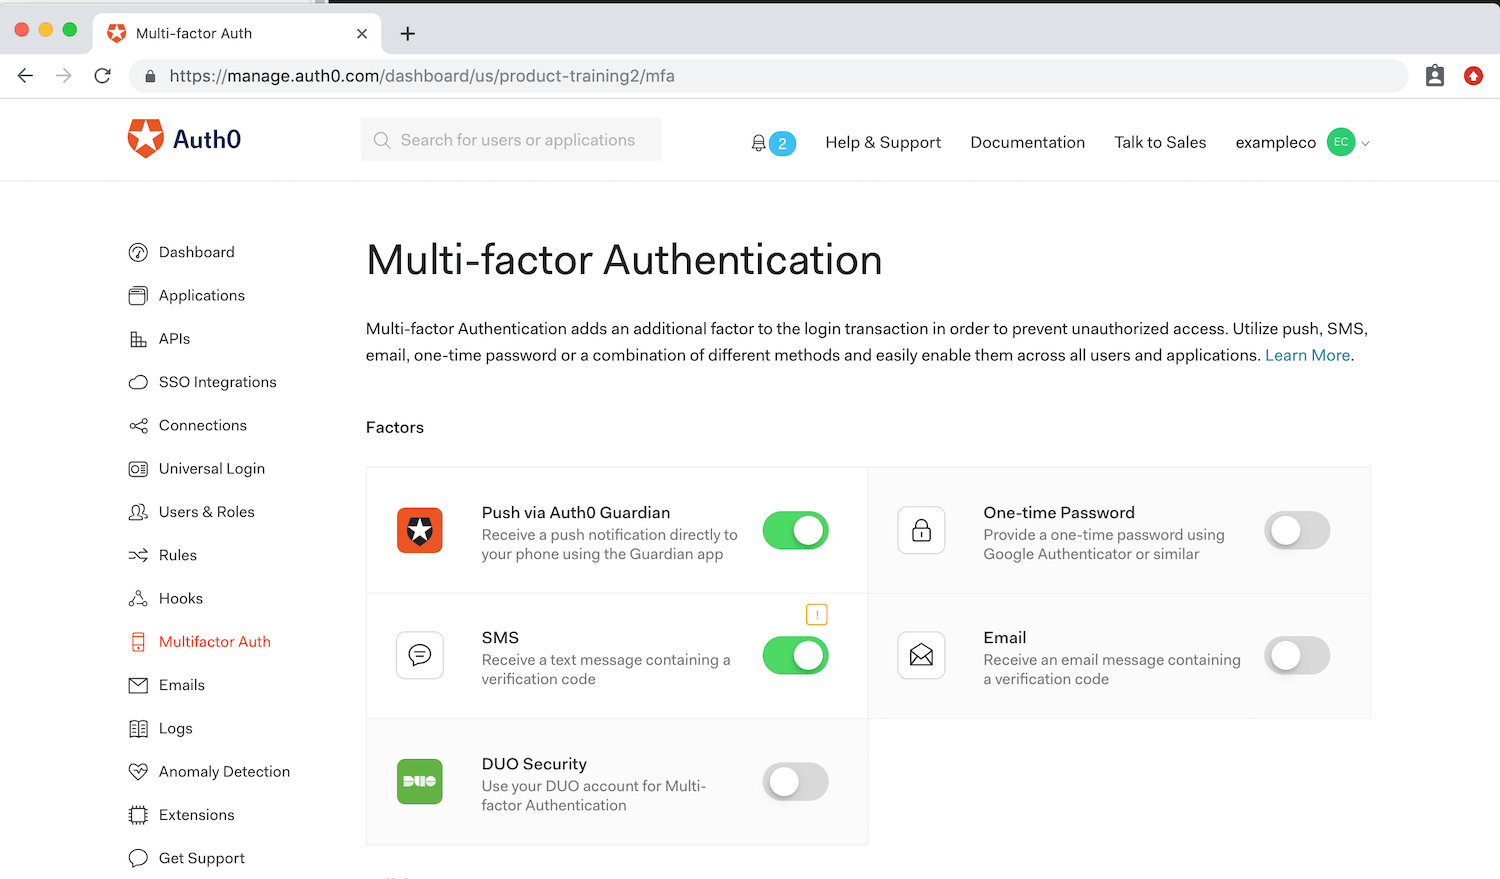 Multi-factor Auth
https://manage.auth0.com/dashboard/us/product-training2/mfa
Auth0
Search for users or applications
2
Help & Support
Documentation
Talk to Sales
exampleco
EC
Dashboard
Applications
APIs
SSO Integrations
Connections
Universal Login
Users & Roles
Rules
Hooks
Multifactor Auth
Emails
Logs
Anomaly Detection
Extensions
Get Support
Multi-factor Authentication
Multi-factor Authentication adds an additional factor to the login transaction in order to prevent unauthorized access. Utilize push, SMS,
email, one-time password or a combination of different methods and easily enable them across all users and applications. Learn More.
Factors
Push via Auth0 Guardian
Receive a push notification directly to
your phone using the Guardian app
One-time Password
Provide a one-time password using
Google Authenticator or similar
!
SMS
Receive a text message containing a
verification code
Email
Receive an email message containing
a verification code
DUO
DUO Security
Use your DUO account for Multi-
factor Authentication